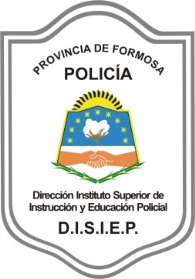 PROVINCIA DE FORMOSA
POLICÍA
Dirección Instituto Superior de
Instrucción y Educación Policial
D.I.S.I.E.P.